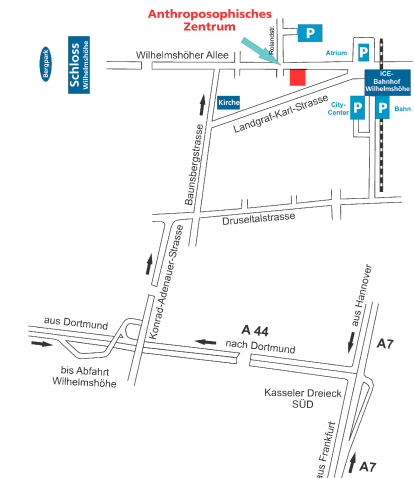 Anthroposophisches
Zentrum
Rolandstr.
P
Wilhelmshöher Allee
Atrium
P
Bergpark
Schloss
Wilhelmshöhe
ICE-
Bahnhof
Wilhelmshöhe
Kirche
Landgraf-Karl-Strasse
City-
Center
P
P
Bahn
Baunsbergstrasse
Druseltalstrasse
Konrad-Adenauer-Strasse
aus Hannover
aus Dortmund
A 44
nach Dortmund
A7
bis Abfahrt
Wilhelmshöhe
Kasseler Dreieck
SÜD
aus Frankfurt
A7